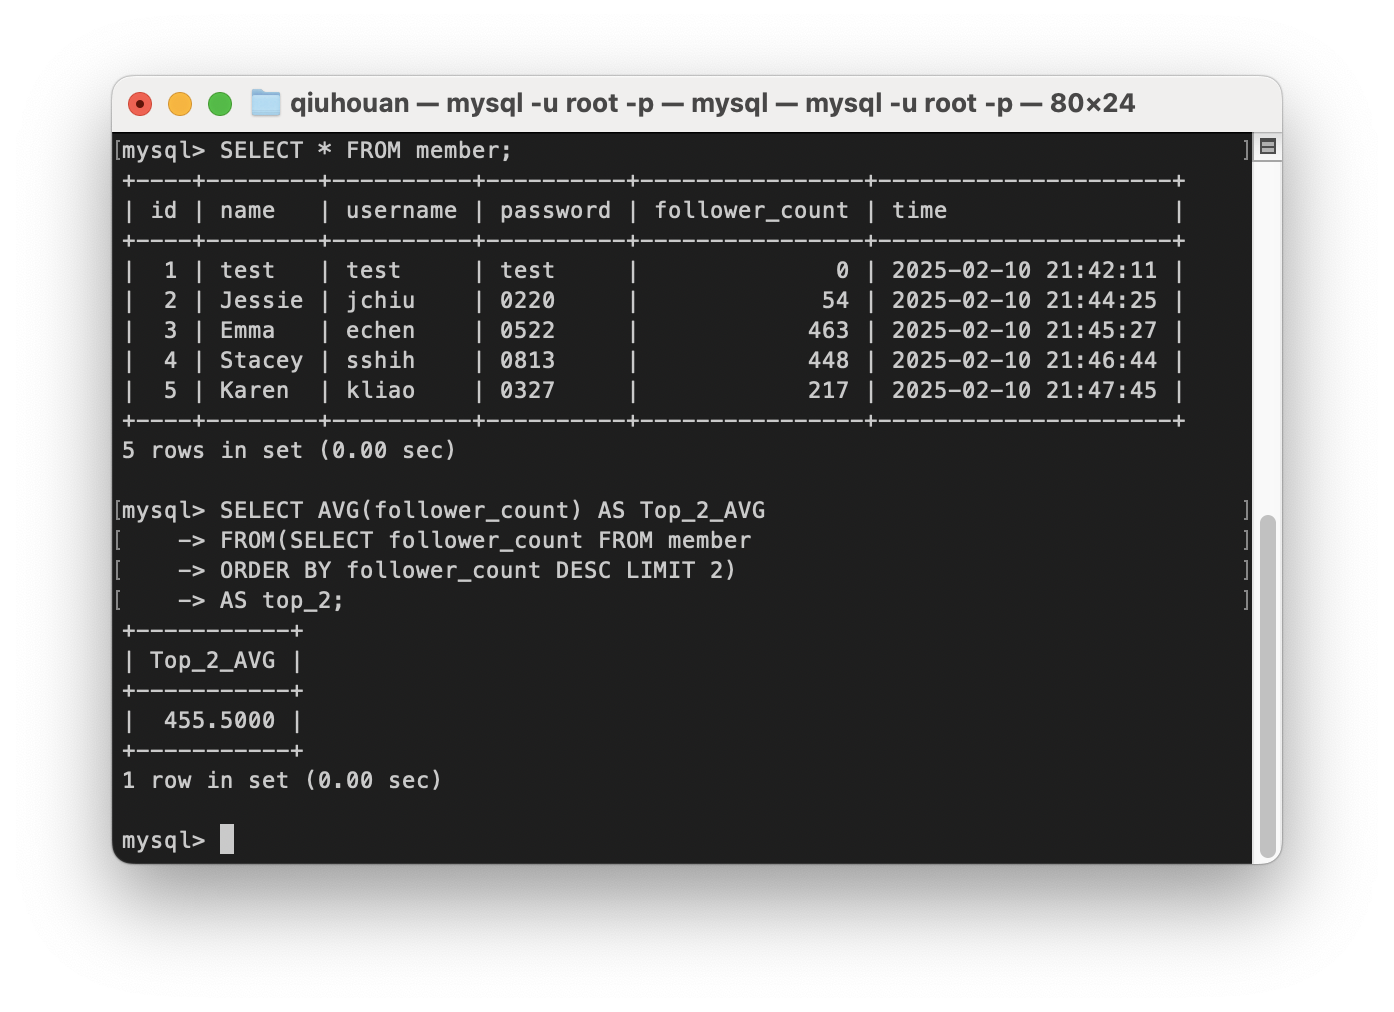 qiuhouan — mysql -u root -p — mysql — mysql -u root -p — 80×24
[mysql> SELECT * FROM member; ]
+----+--------+----------+----------+----------------+---------------------+
| id | name   | username | password | follower_count | time                |
+----+--------+----------+----------+----------------+---------------------+
|  1 | test   | test     | test     |              0 | 2025-02-10 21:42:11 |
|  2 | Jessie | jchiu    | 0220     |             54 | 2025-02-10 21:44:25 |
|  3 | Emma   | echen    | 0522     |            463 | 2025-02-10 21:45:27 |
|  4 | Stacey | sshih    | 0813     |            448 | 2025-02-10 21:46:44 |
|  5 | Karen  | kliao    | 0327     |            217 | 2025-02-10 21:47:45 |
+----+--------+----------+----------+----------------+---------------------+
5 rows in set (0.00 sec)
[mysql> SELECT AVG(follower_count) AS Top_2_AVG ]
[    -> FROM(SELECT follower_count FROM member ]
[    -> ORDER BY follower_count DESC LIMIT 2) ]
[    -> AS top_2; ]
+-----------+
| Top_2_AVG |
+-----------+
|  455.5000 |
+-----------+
1 row in set (0.00 sec)
mysql>